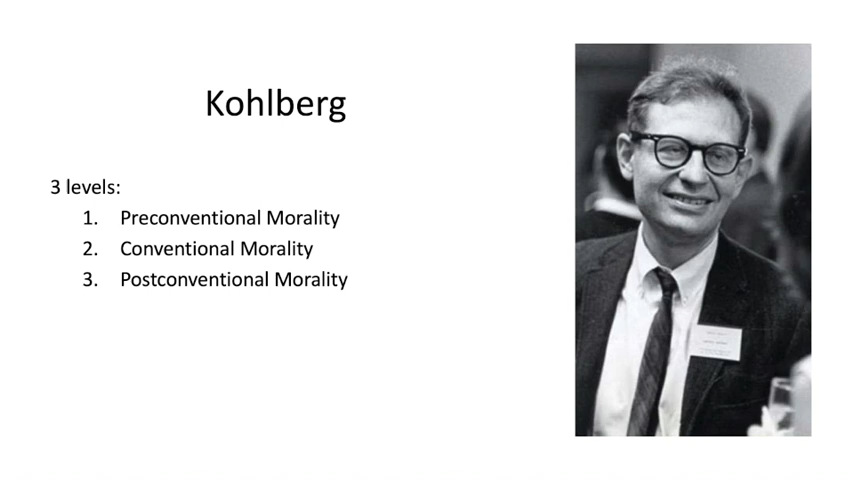 Kohlberg
3 levels:
1. Preconventional Morality
2. Conventional Morality
3. Postconventional Morality